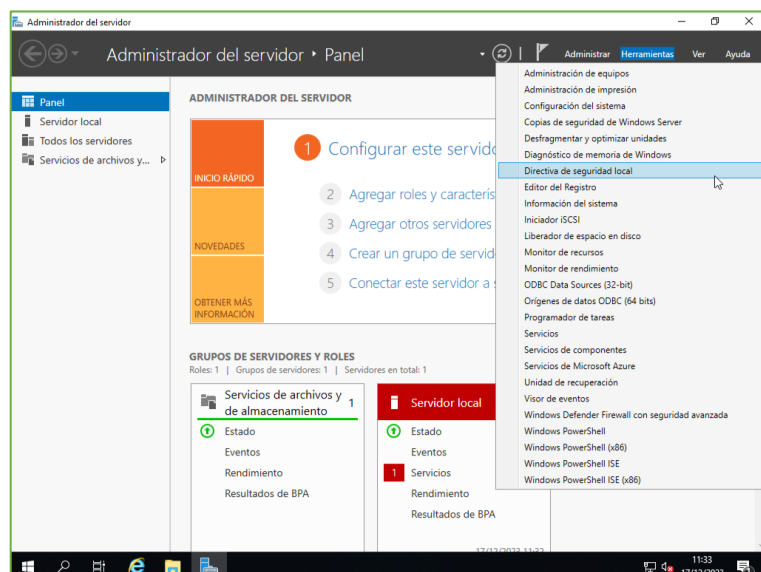 Administrador del servidor
Administrador del servidor ‣ Panel
Administrar Herramientas Ver Ayuda
Panel
Servidor local
Todos los servidores
Servicios de archivos y...
ADMINISTRADOR DEL SERVIDOR
INICIO RÁPIDO
NOVEDADES
OBTENER MÁS
INFORMACIÓN
1 Configurar este servid
2 Agregar roles y caracterís
3 Agregar otros servidores
4 Crear un grupo de servid
5 Conectar este servidor a s
GRUPOS DE SERVIDORES Y ROLES
Roles: 1 | Grupos de servidores: 1 | Servidores en total: 1
Servicios de archivos y
de almacenamiento
1
Estado
Eventos
Rendimiento
Resultados de BPA
Servidor local
Estado
Eventos
1 Servicios
Rendimiento
Resultados de BPA
17/12/2023 11:32
Administración de equipos
Administración de impresión
Configuración del sistema
Copias de seguridad de Windows Server
Desfragmentar y optimizar unidades
Diagnóstico de memoria de Windows
Directiva de seguridad local
Editor del Registro
Información del sistema
Iniciador iSCSI
Liberador de espacio en disco
Monitor de recursos
Monitor de rendimiento
ODBC Data Sources (32-bit)
Orígenes de datos ODBC (64 bits)
Programador de tareas
Servicios
Servicios de componentes
Servicios de Microsoft Azure
Unidad de recuperación
Visor de eventos
Windows Defender Firewall con seguridad avanzada
Windows PowerShell
Windows PowerShell (x86)
Windows PowerShell ISE
Windows PowerShell ISE (x86)
11:33
17/12/2023